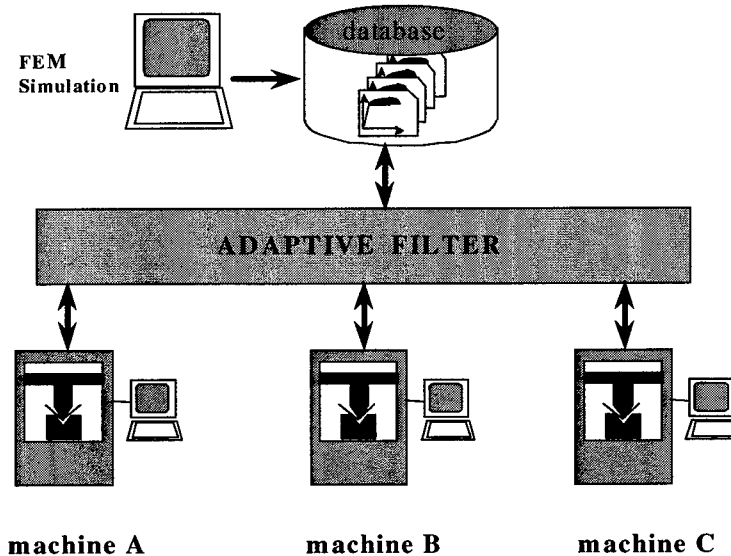 database
FEM
Simulation
ADAPTIVE FILTER
machine A
machine B
machine C